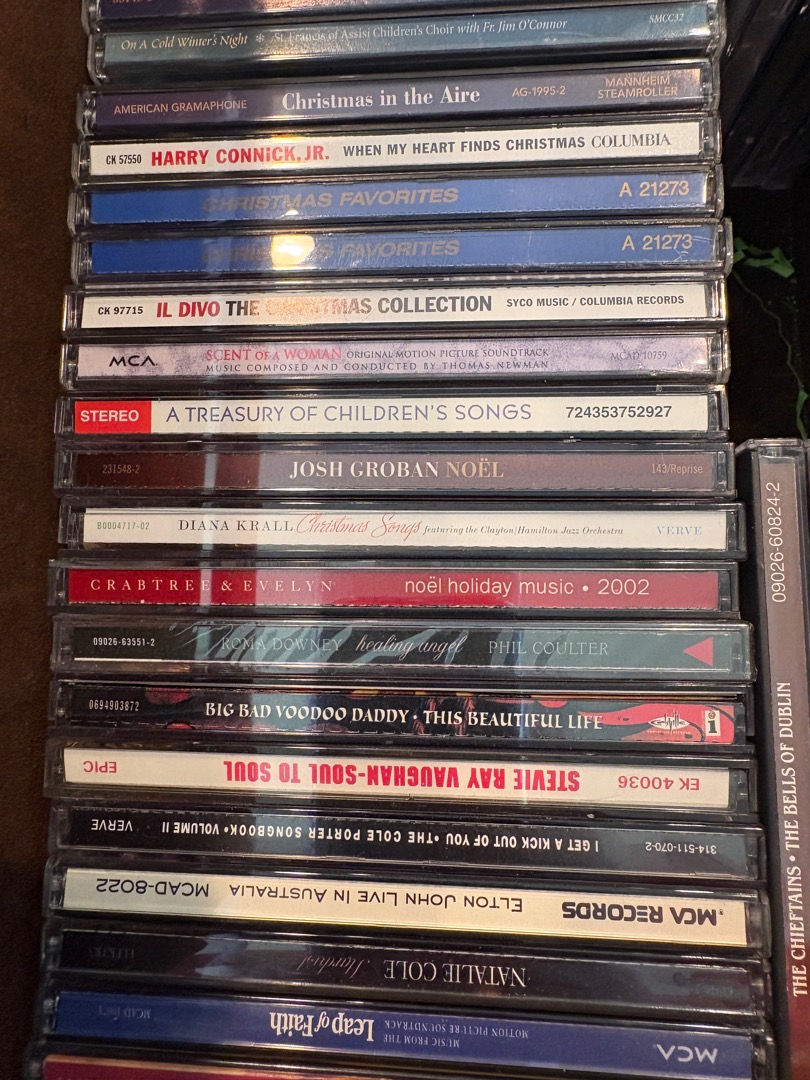 On A Cold Winter's Night * St. Francis of Assisi Children's Choir with Fr. Jim O'Connor SMCC32
AMERICAN GRAMAPHONE Christmas in the Aire AG-1995-2 MANNHEIM STEAMROLLER
CK 57550 HARRY CONNICK, JR. WHEN MY HEART FINDS CHRISTMAS COLUMBIA
CHRISTMAS FAVORITES A 21273
CHRISTMAS FAVORITES A 21273
CK 97715 IL DIVO THE CHRISTMAS COLLECTION SYCO MUSIC / COLUMBIA RECORDS
MCA SCENT OF A WOMAN ORIGINAL MOTION PICTURE SOUNDTRACK MCAD 10759
MUSIC COMPOSED AND CONDUCTED BY THOMAS NEWMAN
STEREO A TREASURY OF CHILDREN'S SONGS 724353752927
231548-2 JOSH GROBAN NOËL 143/Reprise
B0004717-02 DIANA KRALL Christmas Songs featuring the Clayton/Hamilton Jazz Orchestra VERVE
CRABTREE & EVELYN noël holiday music • 2002
09026-63551-2 ROMA DOWNEY healing angel PHIL COULTER
0694903872 BIG BAD VOODOO DADDY • THIS BEAUTIFUL LIFE i
EK 40036 STEVIE RAY VAUGHAN-SOUL TO SOUL EPIC
314-511-070-2 I GET A KICK OUT OF YOU • THE COLE PORTER SONGBOOK • VOLUME II VERVE
MCA RECORDS ELTON JOHN LIVE IN AUSTRALIA MCAD-8022
NATALIE COLE Stardust ELEKTRA
MCA MUSIC FROM THE MOTION PICTURE SOUNDTRACK Leap of Faith
THE CHIEFTAINS • THE BELLS OF DUBLIN 09026-60824-2